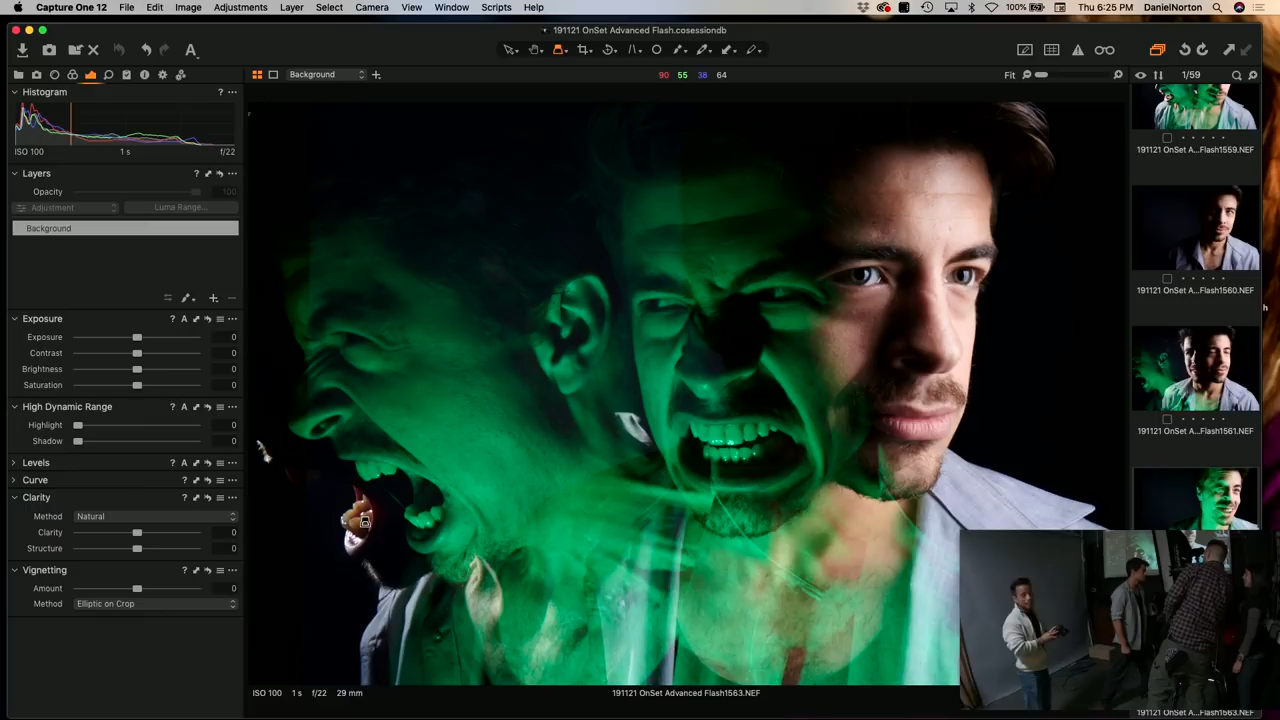 Capture One 12 File Edit Image Adjustments Layer Select Camera View Window Scripts Help 100% Thu 6:25 PM DanielNorton
191121 OnSet Advanced Flash.cosessiondb
Background 90 55 38 64 Fit 1/59
Histogram ?
ISO 100 1 s f/22
Layers ?
Opacity 100
Adjustment Luma Range...
Background
Exposure ? A
Exposure 0
Contrast 0
Brightness 0
Saturation 0
High Dynamic Range ? A
Highlight 0
Shadow 0
Levels ? A
Curve ? A
Clarity ? A
Method Natural
Clarity 0
Structure 0
Vignetting ? A
Amount 0
Method Elliptic on Crop
ISO 100 1 s f/22 29 mm 191121 OnSet Advanced Flash1563.NEF
191121 OnSet A...Flash1559.NEF
191121 OnSet A...Flash1560.NEF
191121 OnSet A...Flash1561.NEF
191121 OnSet A...Flash1563.NEF